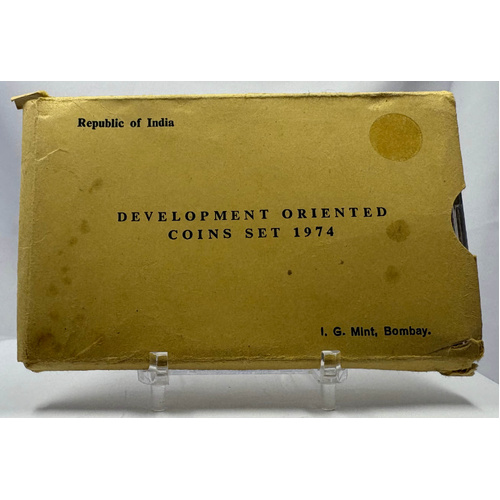 Republic of India
DEVELOPMENT ORIENTED
COINS SET 1974
I. G. Mint, Bombay.